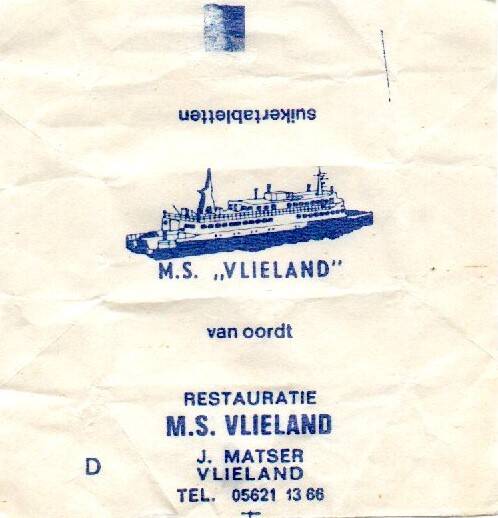 suikertabletten
M.S. „VLIELAND"
van oordt
RESTAURATIE
M.S. VLIELAND
J. MATSER
D
VLIELAND
TEL. 05621 13 66